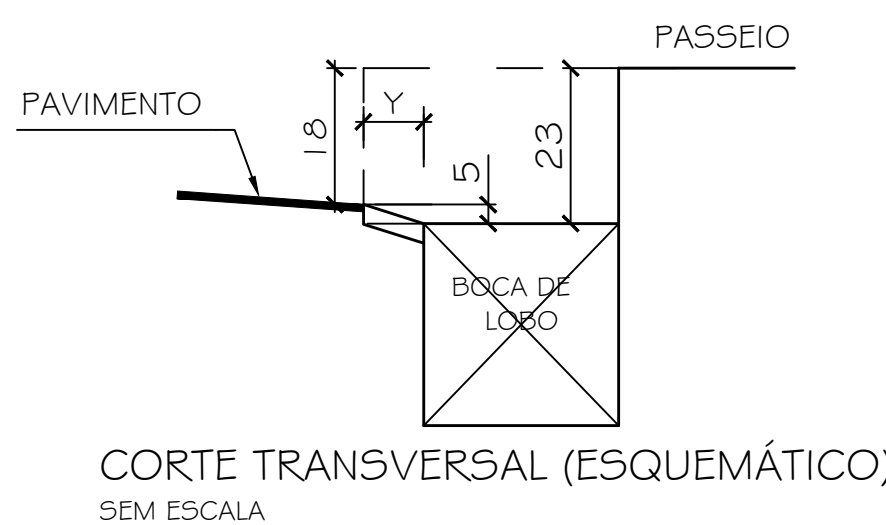 PASSEIO
PAVIMENTO
Y
18
23
5
BOCA DE
LOBO
CORTE TRANSVERSAL (ESQUEMÁTICO)
SEM ESCALA